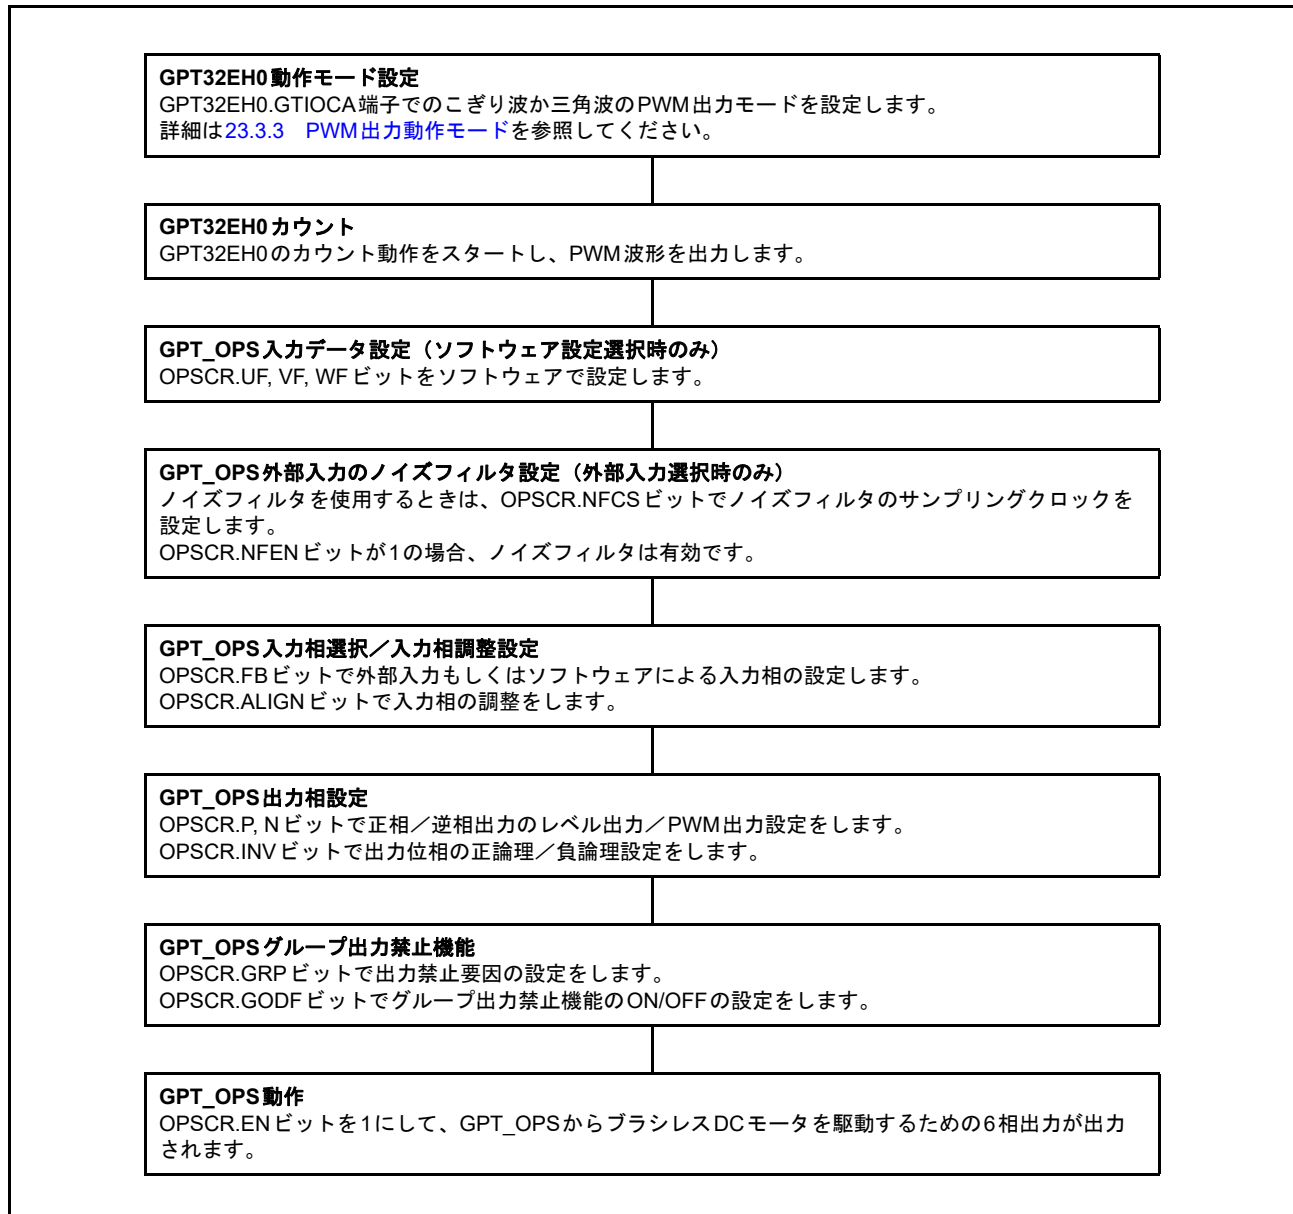 GPT32EH0動作モード設定
GPT32EH0.GTIOCA端子でのこぎり波か三角波のPWM出力モードを設定します。
詳細は23.3.3　PWM出力動作モードを参照してください。
GPT32EH0カウント
GPT32EH0のカウント動作をスタートし、PWM波形を出力します。
GPT_OPS入力データ設定（ソフトウェア設定選択時のみ）
OPSCR.UF, VF, WFビットをソフトウェアで設定します。
GPT_OPS外部入力のノイズフィルタ設定（外部入力選択時のみ）
ノイズフィルタを使用するときは、OPSCR.NFCSビットでノイズフィルタのサンプリングクロックを
設定します。
OPSCR.NFENビットが1の場合、ノイズフィルタは有効です。
GPT_OPS入力相選択／入力相調整設定
OPSCR.FBビットで外部入力もしくはソフトウェアによる入力相の設定します。
OPSCR.ALIGNビットで入力相の調整をします。
GPT_OPS出力相設定
OPSCR.P, Nビットで正相／逆相出力のレベル出力／PWM出力設定をします。
OPSCR.INVビットで出力位相の正論理／負論理設定をします。
GPT_OPSグループ出力禁止機能
OPSCR.GRPビットで出力禁止要因の設定をします。
OPSCR.GODFビットでグループ出力禁止機能のON/OFFの設定をします。
GPT_OPS動作
OPSCR.ENビットを1にして、GPT_OPSからブラシレスDCモータを駆動するための6相出力が出力
されます。